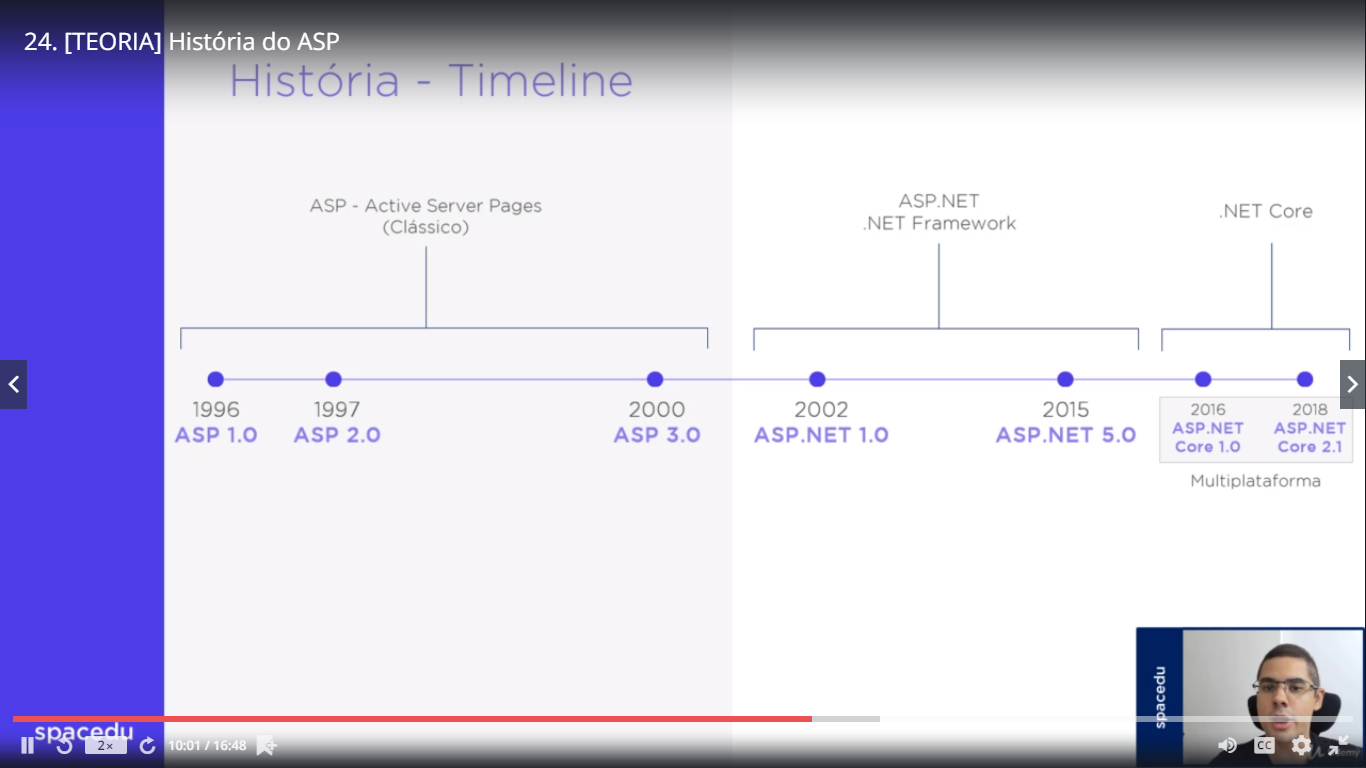 24. [TEORIA] História do ASP
História - Timeline
ASP - Active Server Pages
(Clássico)
ASP.NET
.NET Framework
.NET Core
1996
ASP 1.0
1997
ASP 2.0
2000
ASP 3.0
2002
ASP.NET 1.0
2015
ASP.NET 5.0
2016
ASP.NET
Core 1.0
2018
ASP.NET
Core 2.1
Multiplataforma
spacedu
spacedu
2×
10:01 / 16:48
CC